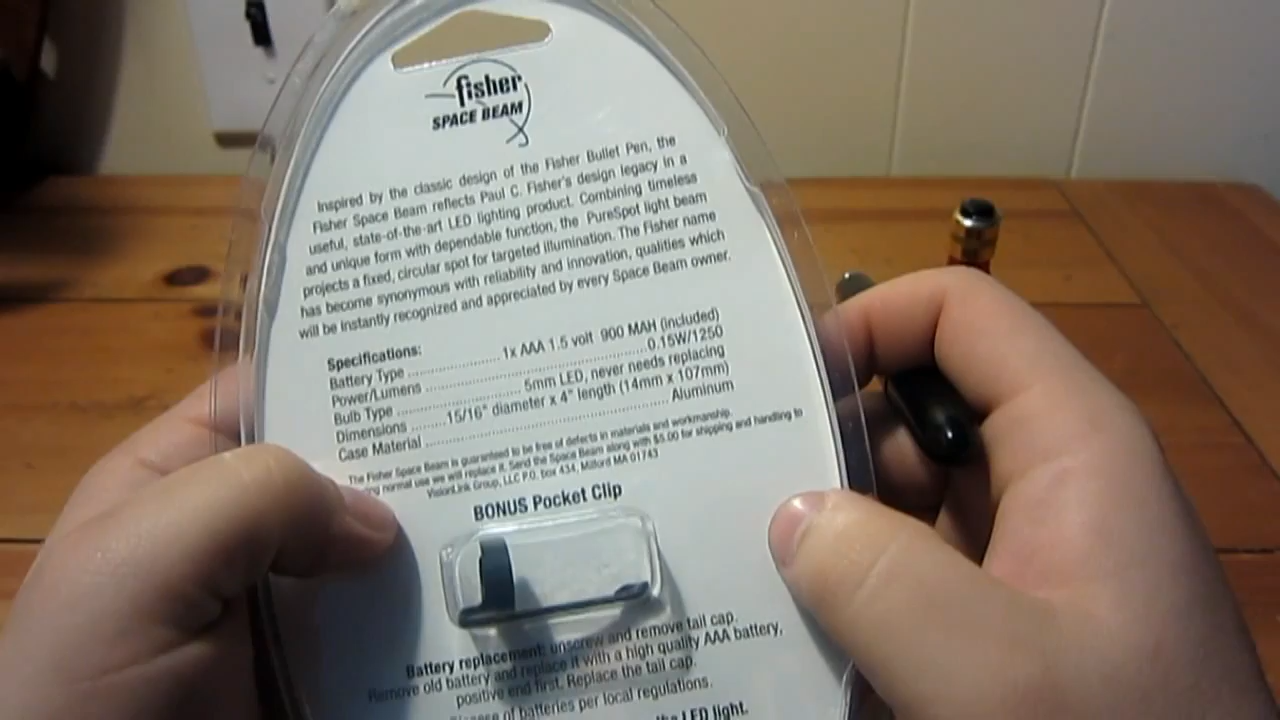 fisher
SPACE BEAM
Inspired by the classic design of the Fisher Bullet Pen, the
Fisher Space Beam reflects Paul C. Fisher's design legacy in a
useful, state-of-the-art LED lighting product. Combining timeless
and unique form with dependable function, the PureSpot light beam
projects a fixed, circular spot for targeted illumination. The Fisher name
has become synonymous with reliability and innovation, qualities which
will be instantly recognized and appreciated by every Space Beam owner.
Specifications:
Battery Type .................... 1x AAA 1.5 volt 900 MAH (included)
Power/Lumens ............................................0.15W/1250
Bulb Type ........................ 5mm LED, never needs replacing
Dimensions ........15/16" diameter x 4" length (14mm x 107mm)
Case Material .................................................. Aluminum
The Fisher Space Beam is guaranteed to be free of defects in materials and workmanship.
normal use we will replace it. Send the Space Beam along with $5.00 for shipping and handling to
VisionLink Group, LLC P.O. box 434, Milford MA 01743
BONUS Pocket Clip
Battery replacement: unscrew and remove tail cap.
Remove old battery and replace it with a high quality AAA battery,
positive end first. Replace the tail cap.
of batteries per local regulations.
the LED light.